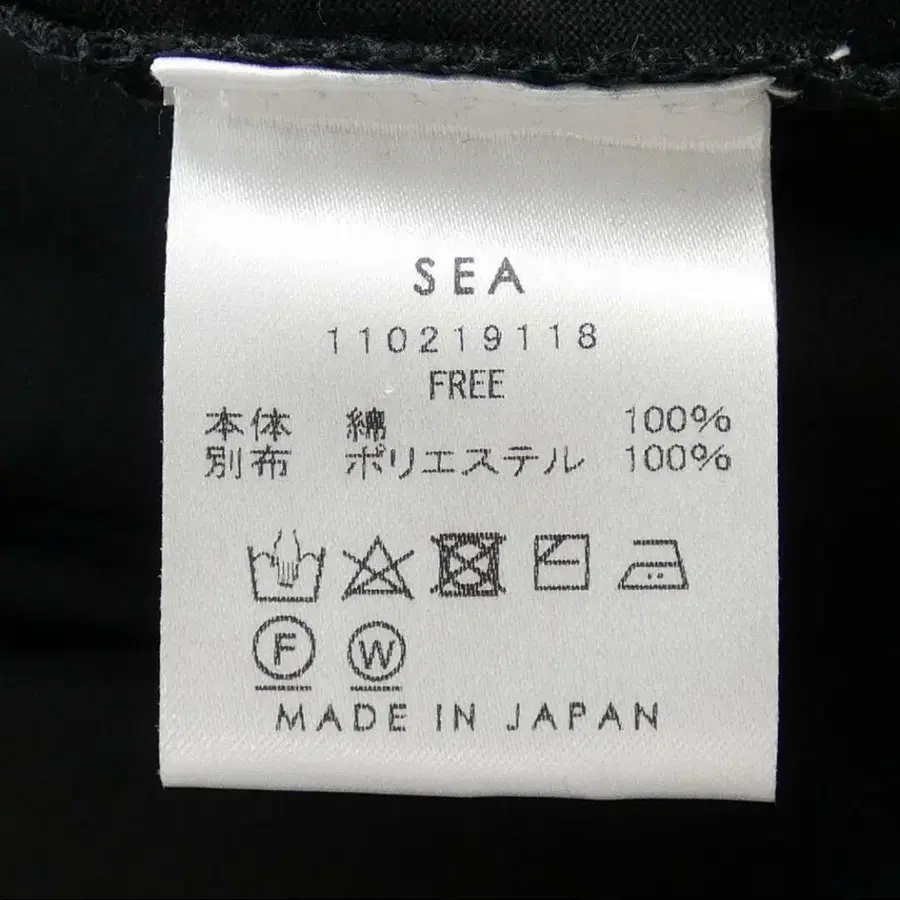 SEA
110219118
FREE
本体 綿 100%
別布 ポリエステル 100%
F W
MADE IN JAPAN